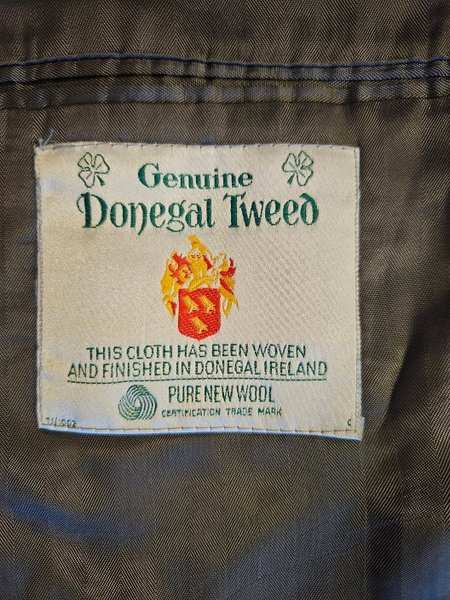 Genuine
Donegal Tweed
THIS CLOTH HAS BEEN WOVEN
AND FINISHED IN DONEGAL IRELAND
PURE NEW WOOL
CERTIFICATION TRADE MARK